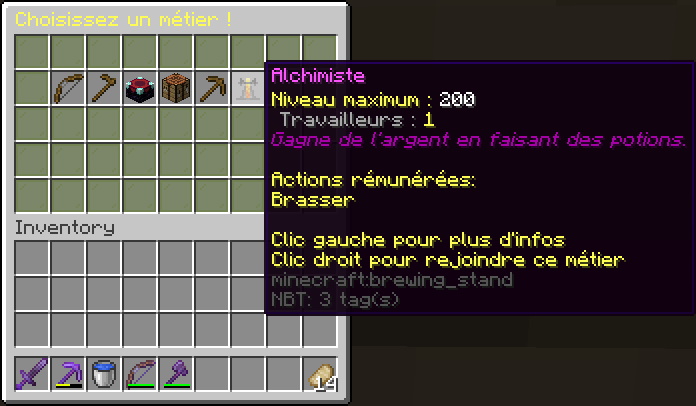 Choisissez un métier !
Alchimiste
Niveau maximum : 200
Travailleurs : 1
Gagne de l'argent en faisant des potions.
Actions rémunérées:
Brasser
Clic gauche pour plus d'infos
Clic droit pour rejoindre ce métier
minecraft:brewing_stand
NBT: 3 tag(s)
Inventory
14